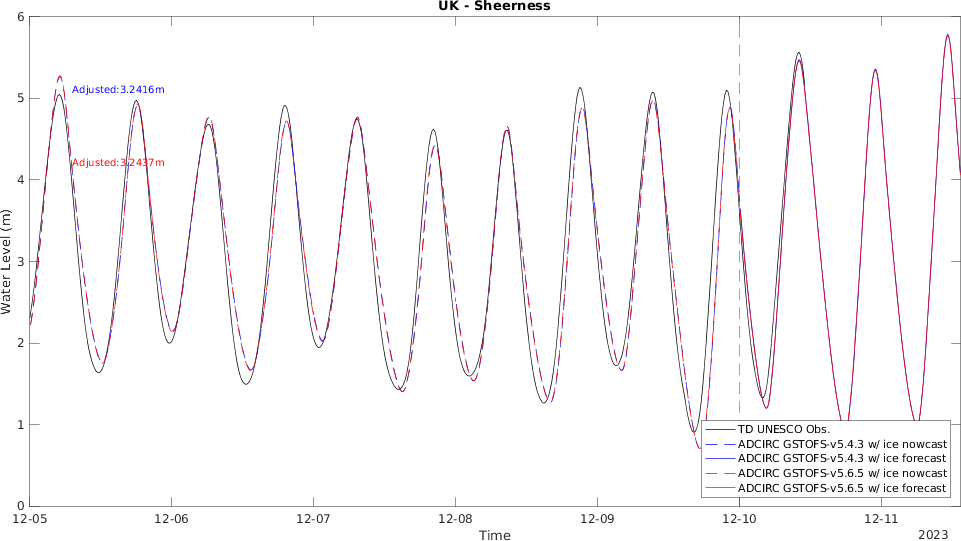 UK - Sheerness
6
5
4
3
2
1
0
Water Level (m)
Adjusted:3.2416m
Adjusted:3.2437m
TD UNESCO Obs.
ADCIRC GSTOFS-v5.4.3 w/ ice nowcast
ADCIRC GSTOFS-v5.4.3 w/ ice forecast
ADCIRC GSTOFS-v5.6.5 w/ ice nowcast
ADCIRC GSTOFS-v5.6.5 w/ ice forecast
12-05 12-06 12-07 12-08 12-09 12-10 12-11
Time
2023